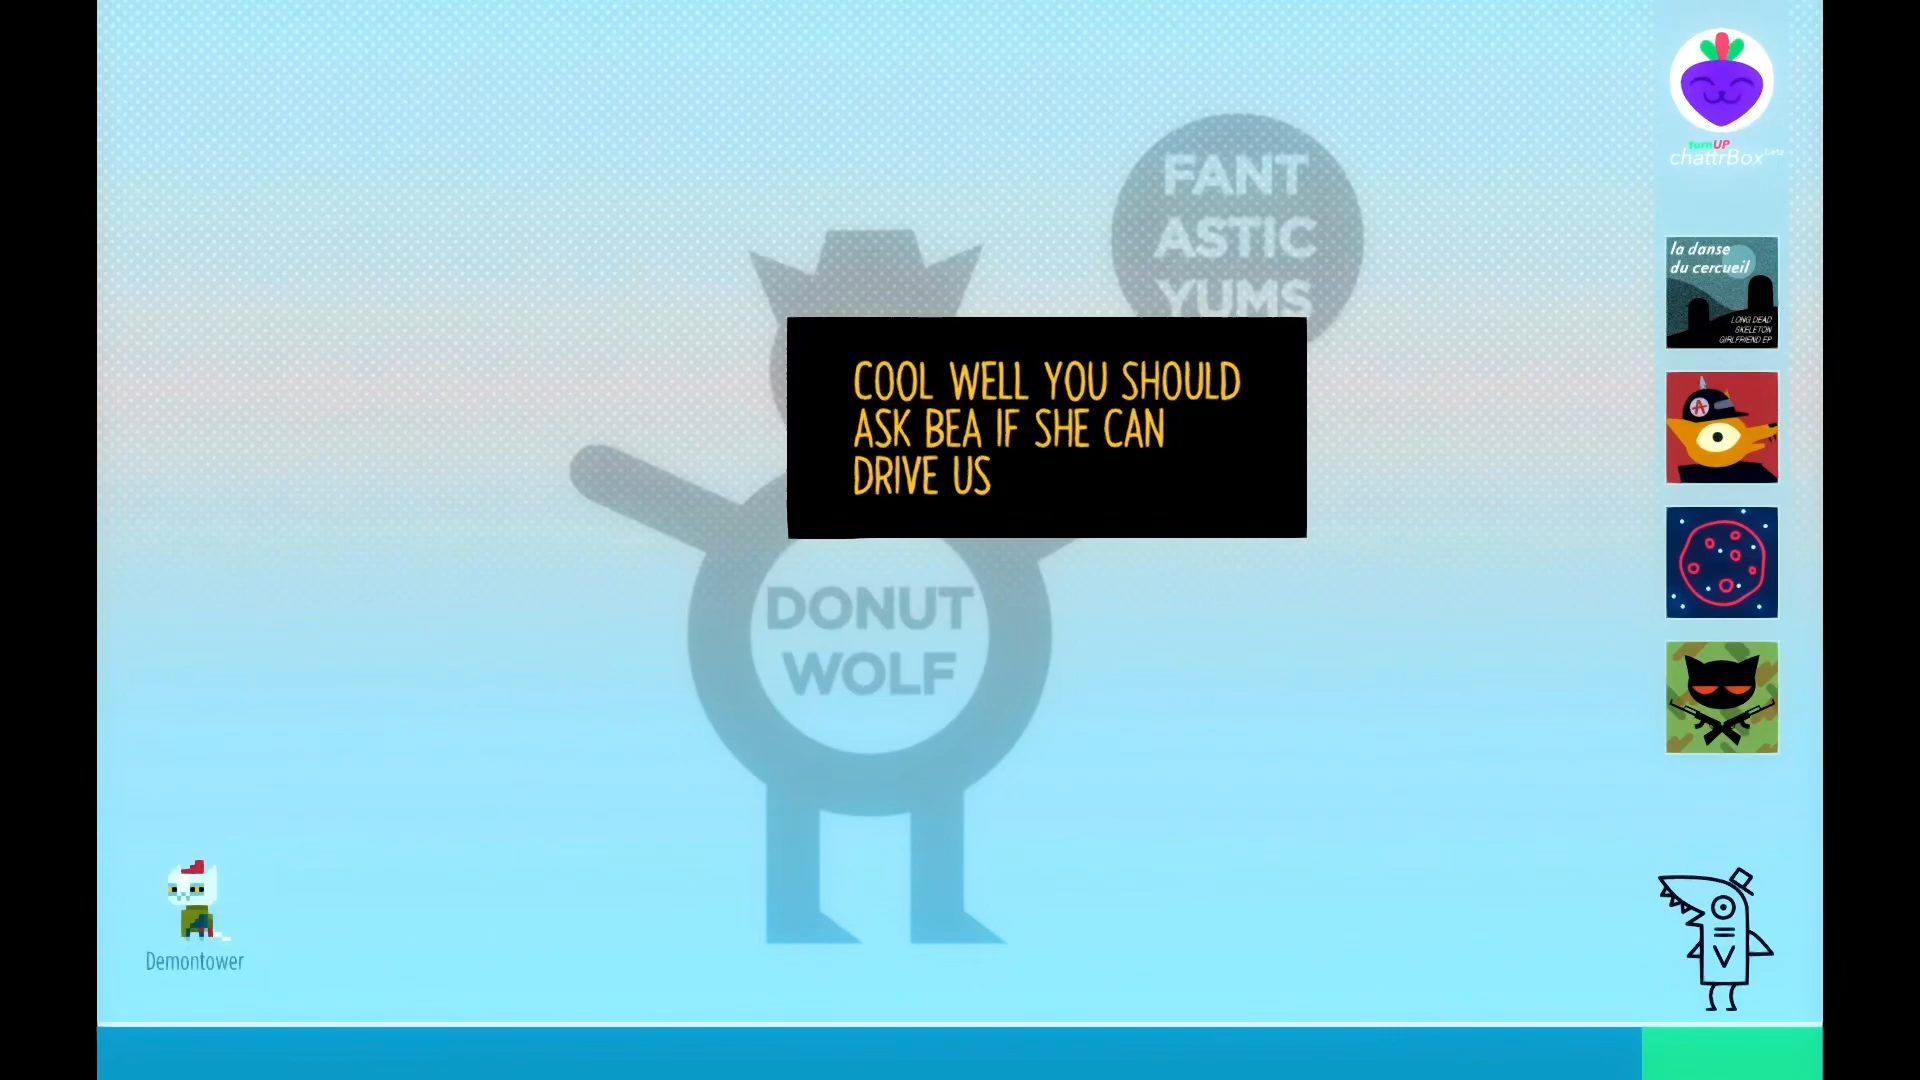 FANT
ASTIC
YUMS
COOL WELL YOU SHOULD
ASK BEA IF SHE CAN
DRIVE US
DONUT
WOLF
turnUP
chattrBox beta
la danse
du cercueil
LONG DEAD
SKELETON
GIRLFRIEND EP
A
Demontower